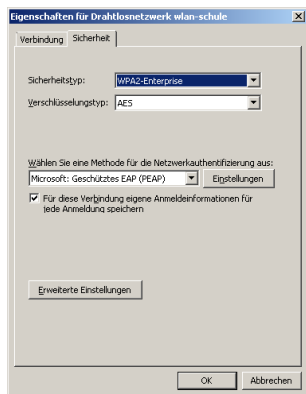 Eigenschaften für Drahtlosnetzwerk wlan-schule
Verbindung Sicherheit
Sicherheitstyp: WPA2-Enterprise
Verschlüsselungstyp: AES
Wählen Sie eine Methode für die Netzwerkauthentifizierung aus:
Microsoft: Geschütztes EAP (PEAP) Einstellungen
Für diese Verbindung eigene Anmeldeinformationen für
jede Anmeldung speichern
Erweiterte Einstellungen
OK Abbrechen